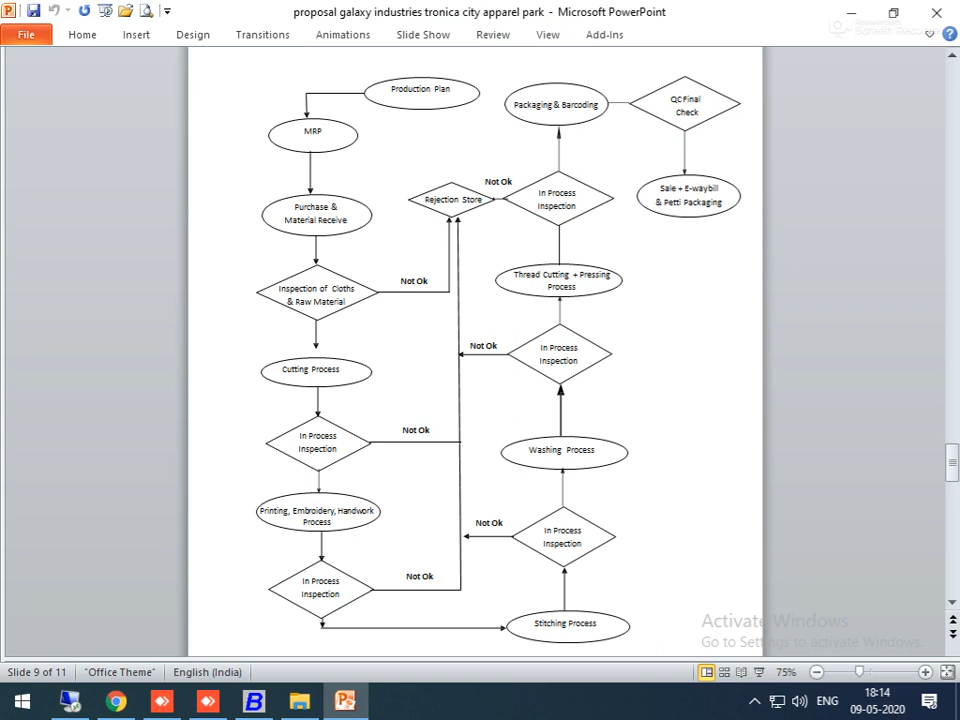 proposal galaxy industries tronica city apparel park - Microsoft PowerPoint
File Home Insert Design Transitions Animations Slide Show Review View Add-Ins
Production Plan
MRP
Purchase &
Material Receive
Inspection of Cloths
& Raw Material
Not Ok
Cutting Process
In Process
Inspection
Not Ok
Printing, Embroidery, Handwork
Process
In Process
Inspection
Not Ok
Stitching Process
In Process
Inspection
Not Ok
Washing Process
In Process
Inspection
Not Ok
Thread Cutting + Pressing
Process
In Process
Inspection
Not Ok
Rejection Store
Packaging & Barcoding
QC Final
Check
Sale + E-waybill
& Petti Packaging
Activate Windows
Go to Settings to activate Windows.
Slide 9 of 11 "Office Theme" English (India) 75%
ENG
18:14
09-05-2020